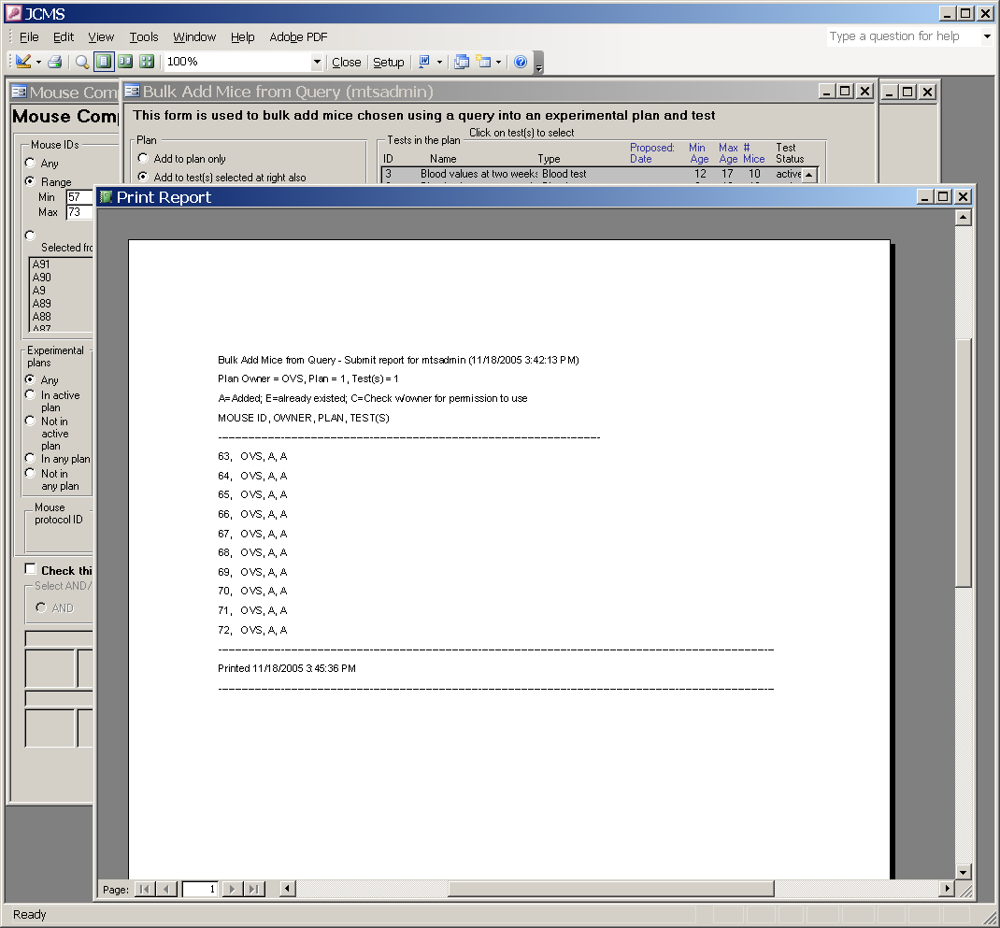 JCMS
File Edit View Tools Window Help Adobe PDF
Type a question for help
100% Close Setup
Mouse Com
Bulk Add Mice from Query (mtsadmin)
Mouse Comp
This form is used to bulk add mice chosen using a query into an experimental plan and test
Mouse IDs
Any
Range
Min 57
Max 73
Selected fro
A91
A90
A9
A89
A88
A87
Plan
Add to plan only
Add to test(s) selected at right also
Tests in the plan Click on test(s) to select
Proposed: Min Max # Test
ID Name Type Date Age Age Mice Status
3 Blood values at two weeks Blood test 12 17 10 active
Experimental
plans
Any
In active
plan
Not in
active
plan
In any plan
Not in
any plan
Mouse
protocol ID
Check thi
Select AND/
AND
Print Report
Bulk Add Mice from Query - Submit report for mtsadmin (11/18/2005 3:42:13 PM)
Plan Owner = OVS, Plan = 1, Test(s) = 1
A=Added; E=already existed; C=Check w/owner for permission to use
MOUSE ID, OWNER, PLAN, TEST(S)
63, OVS, A, A
64, OVS, A, A
65, OVS, A, A
66, OVS, A, A
67, OVS, A, A
68, OVS, A, A
69, OVS, A, A
70, OVS, A, A
71, OVS, A, A
72, OVS, A, A
Printed 11/18/2005 3:45:36 PM
Page: 1
Ready